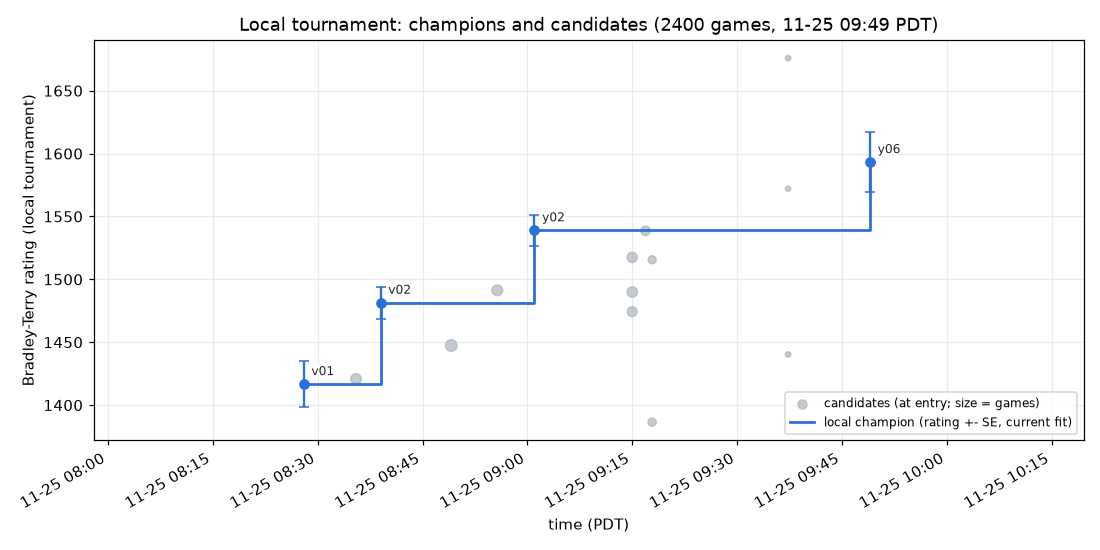 Local tournament: champions and candidates (2400 games, 11-25 09:49 PDT)
Bradley-Terry rating (local tournament)
1650
1600
1550
1500
1450
1400
y06
y02
v02
v01
candidates (at entry; size = games)
local champion (rating +- SE, current fit)
11-25 08:00
11-25 08:15
11-25 08:30
11-25 08:45
11-25 09:00
11-25 09:15
11-25 09:30
11-25 09:45
11-25 10:00
11-25 10:15
time (PDT)